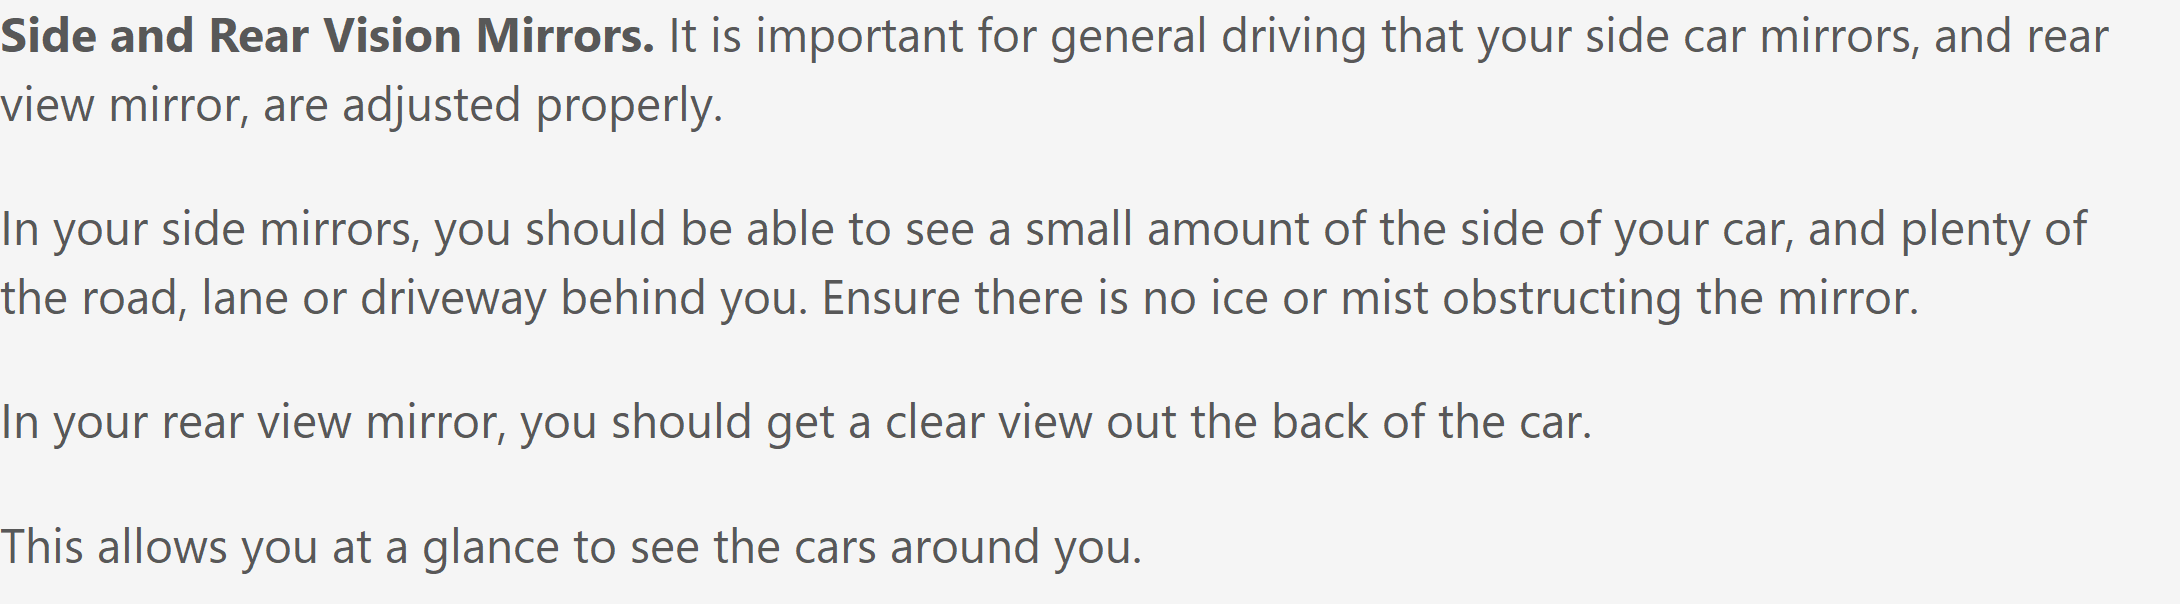 Side and Rear Vision Mirrors. It is important for general driving that your side car mirrors, and rear
view mirror, are adjusted properly.
In your side mirrors, you should be able to see a small amount of the side of your car, and plenty of
the road, lane or driveway behind you. Ensure there is no ice or mist obstructing the mirror.
In your rear view mirror, you should get a clear view out the back of the car.
This allows you at a glance to see the cars around you.